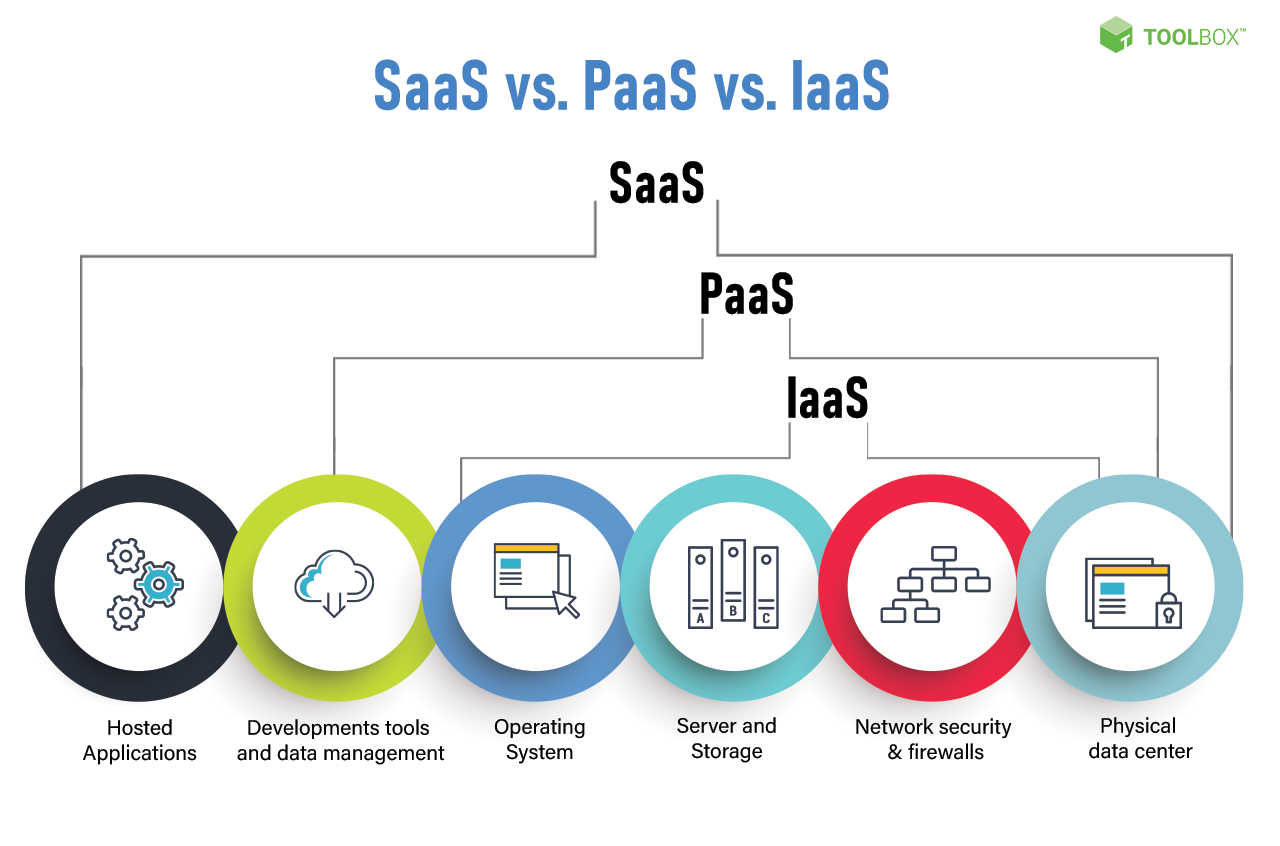 TOOLBOX™
SaaS vs. PaaS vs. IaaS
SaaS
PaaS
IaaS
A
B
C
Hosted
Applications
Developments tools
and data management
Operating
System
Server and
Storage
Network security
& firewalls
Physical
data center